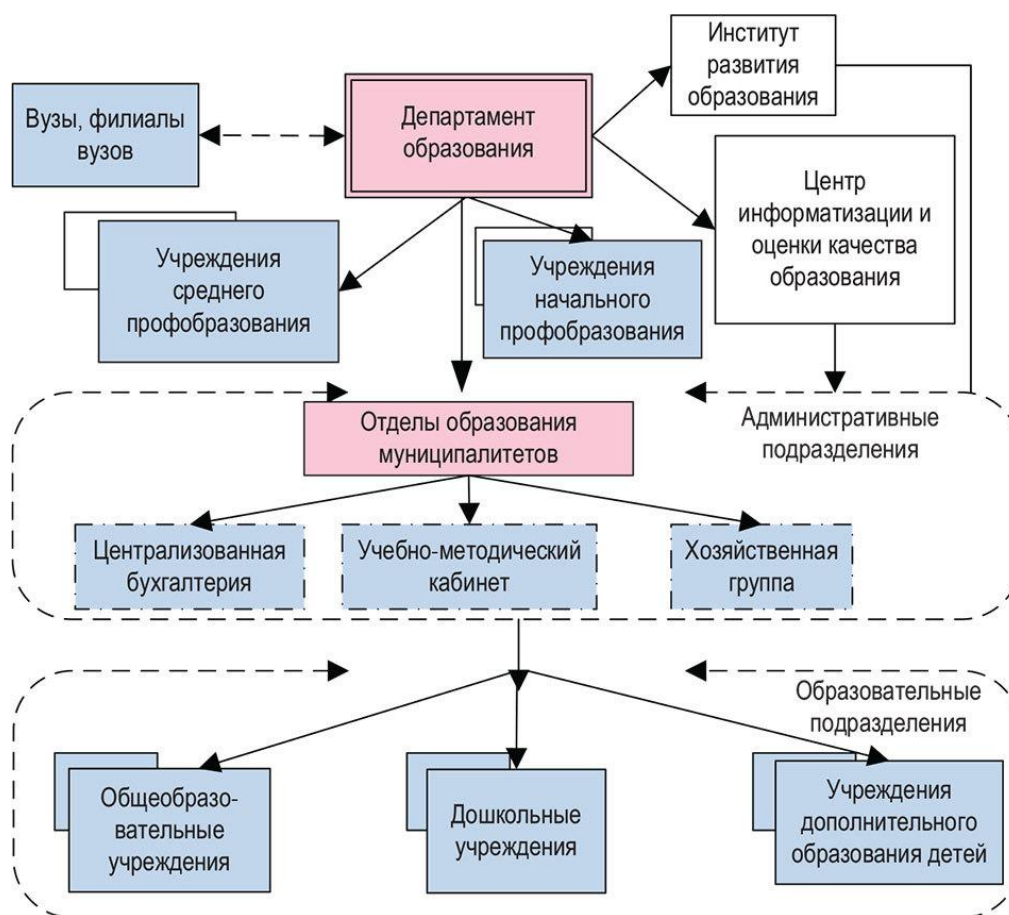 Институт
развития
образования
Вузы, филиалы
вузов
Департамент
образования
Центр
информатизации и
оценки качества
образования
Учреждения
среднего
профобразования
Учреждения
начального
профобразования
Отделы образования
муниципалитетов
Административные
подразделения
Централизованная
бухгалтерия
Учебно-методический
кабинет
Хозяйственная
группа
Образовательные
подразделения
Общеобразо-
вательные
учреждения
Дошкольные
учреждения
Учреждения
дополнительного
образования детей